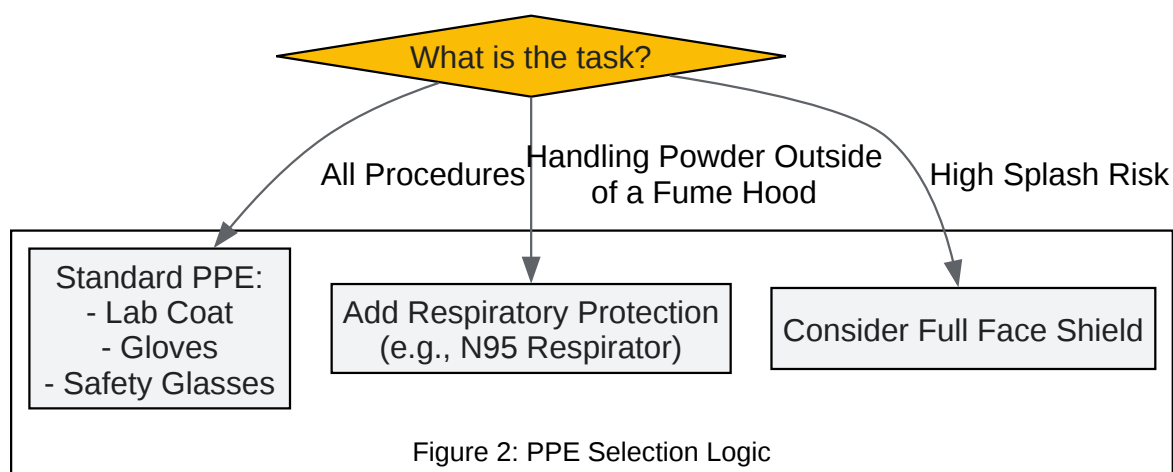 What is the task?
All Procedures
Handling Powder Outside
of a Fume Hood
High Splash Risk
Standard PPE:
- Lab Coat
- Gloves
- Safety Glasses
Add Respiratory Protection
(e.g., N95 Respirator)
Consider Full Face Shield
Figure 2: PPE Selection Logic